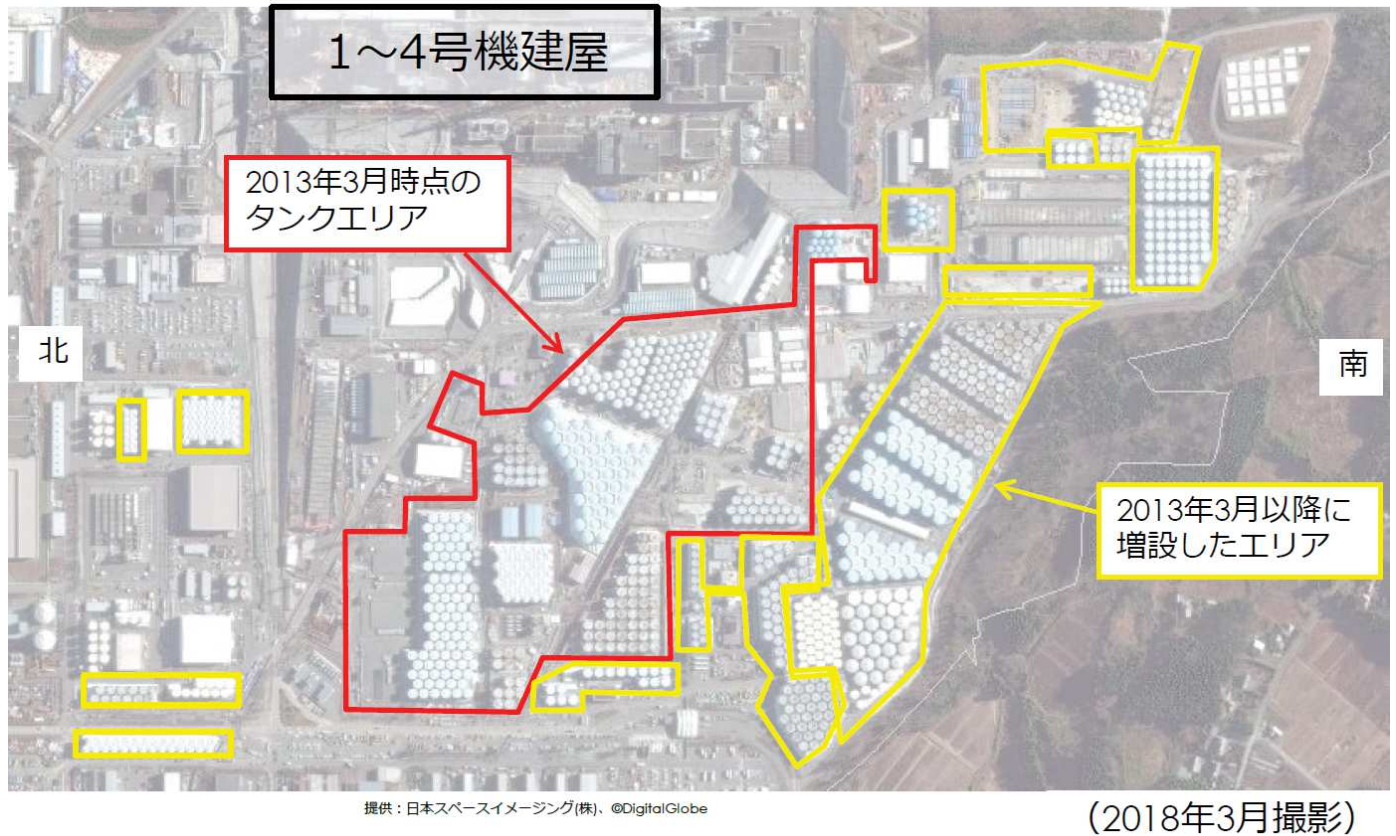 1～4号機建屋
2013年3月時点の
タンクエリア
北
南
2013年3月以降に
増設したエリア
提供：日本スペースイメージング(株)、©DigitalGlobe
（2018年3月撮影）